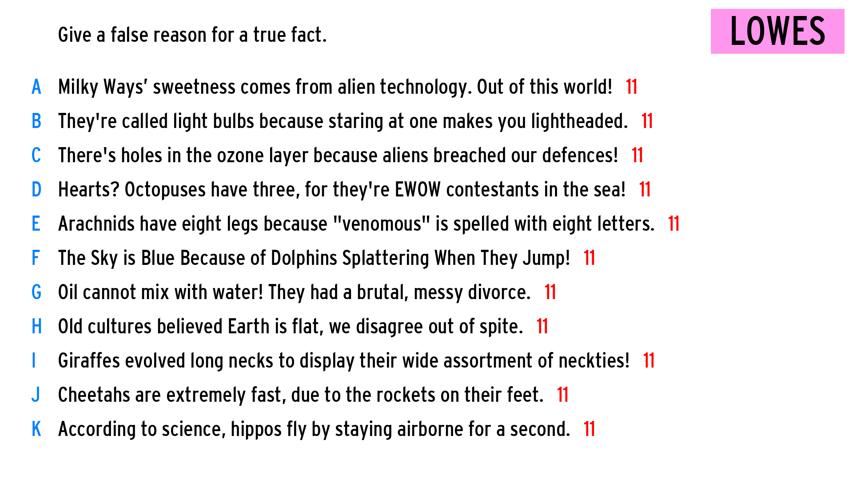 Give a false reason for a true fact.
LOWES
A Milky Ways’ sweetness comes from alien technology. Out of this world! 11
B They're called light bulbs because staring at one makes you lightheaded. 11
C There's holes in the ozone layer because aliens breached our defences! 11
D Hearts? Octopuses have three, for they're EWOW contestants in the sea! 11
E Arachnids have eight legs because "venomous" is spelled with eight letters. 11
F The Sky is Blue Because of Dolphins Splattering When They Jump! 11
G Oil cannot mix with water! They had a brutal, messy divorce. 11
H Old cultures believed Earth is flat, we disagree out of spite. 11
I Giraffes evolved long necks to display their wide assortment of neckties! 11
J Cheetahs are extremely fast, due to the rockets on their feet. 11
K According to science, hippos fly by staying airborne for a second. 11